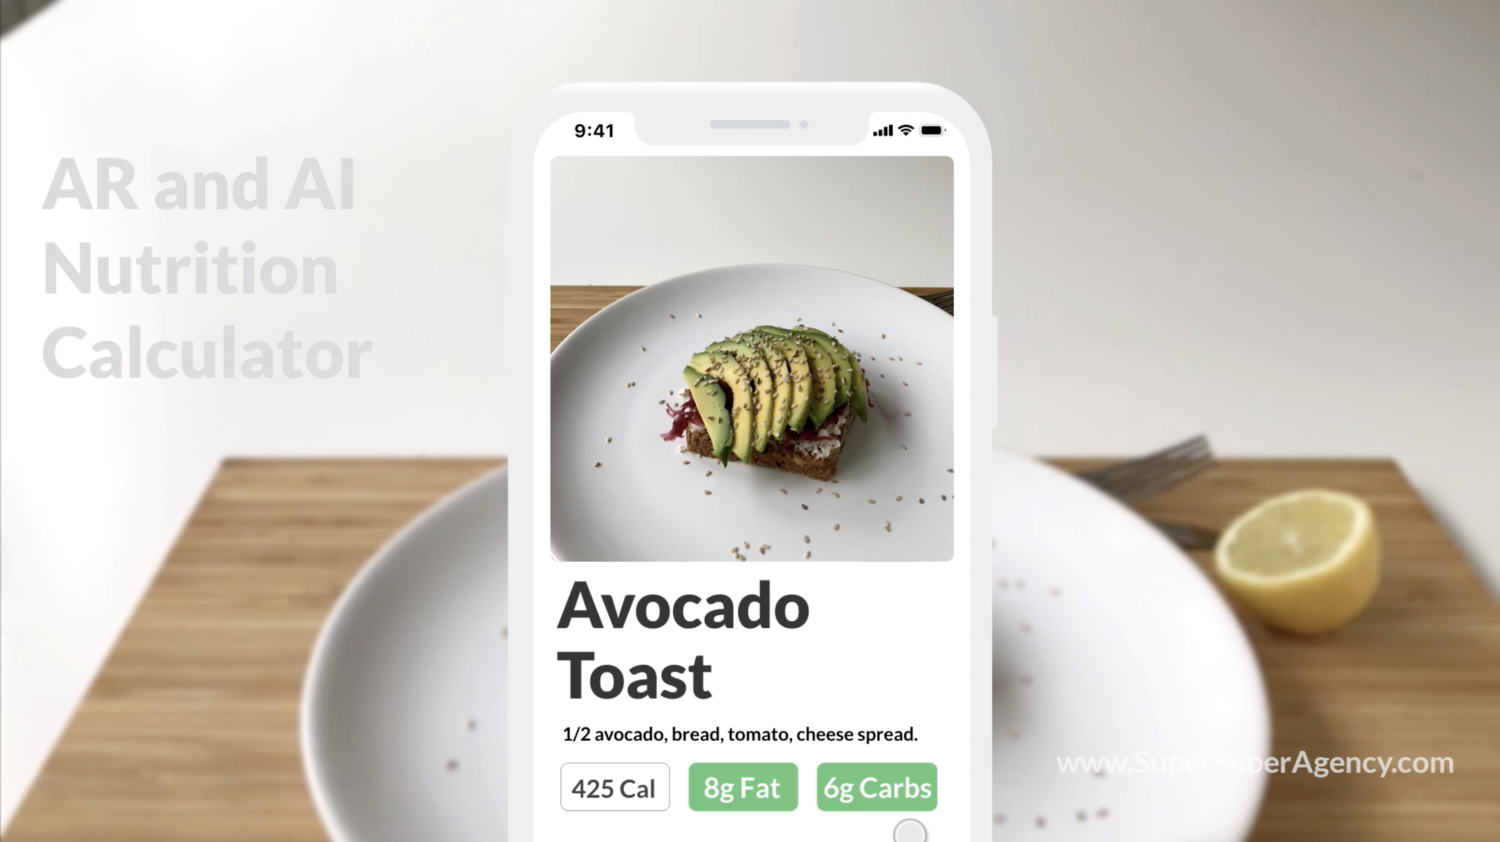 AR and AI
Nutrition
Calculator
9:41
Avocado
Toast
1/2 avocado, bread, tomato, cheese spread.
425 Cal
8g Fat
6g Carbs
www.SuperSuperAgency.com